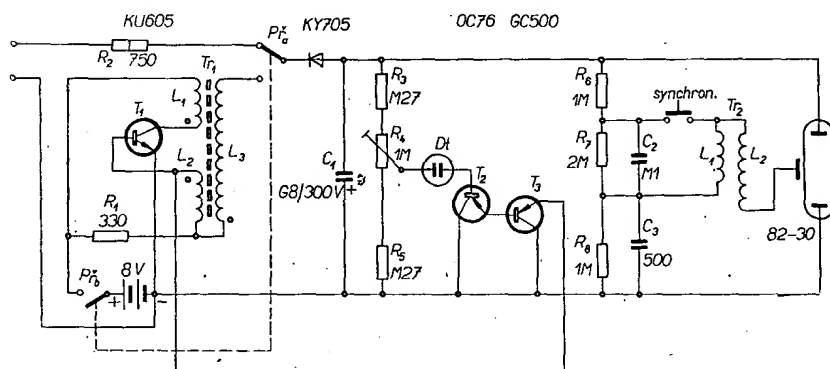 KU605
Př a
KY705
OC76 GC500
R2 750
Tr1
L1
T1
L2
L3
R1
330
Př b
8V
+
-
R3
M27
R4
1M
R5
M27
C1
G8/300V +
Dt
T2
T3
R6
1M
R7
2M
R8
1M
synchron.
C2
M1
C3
500
Tr2
L1
L2
82-30